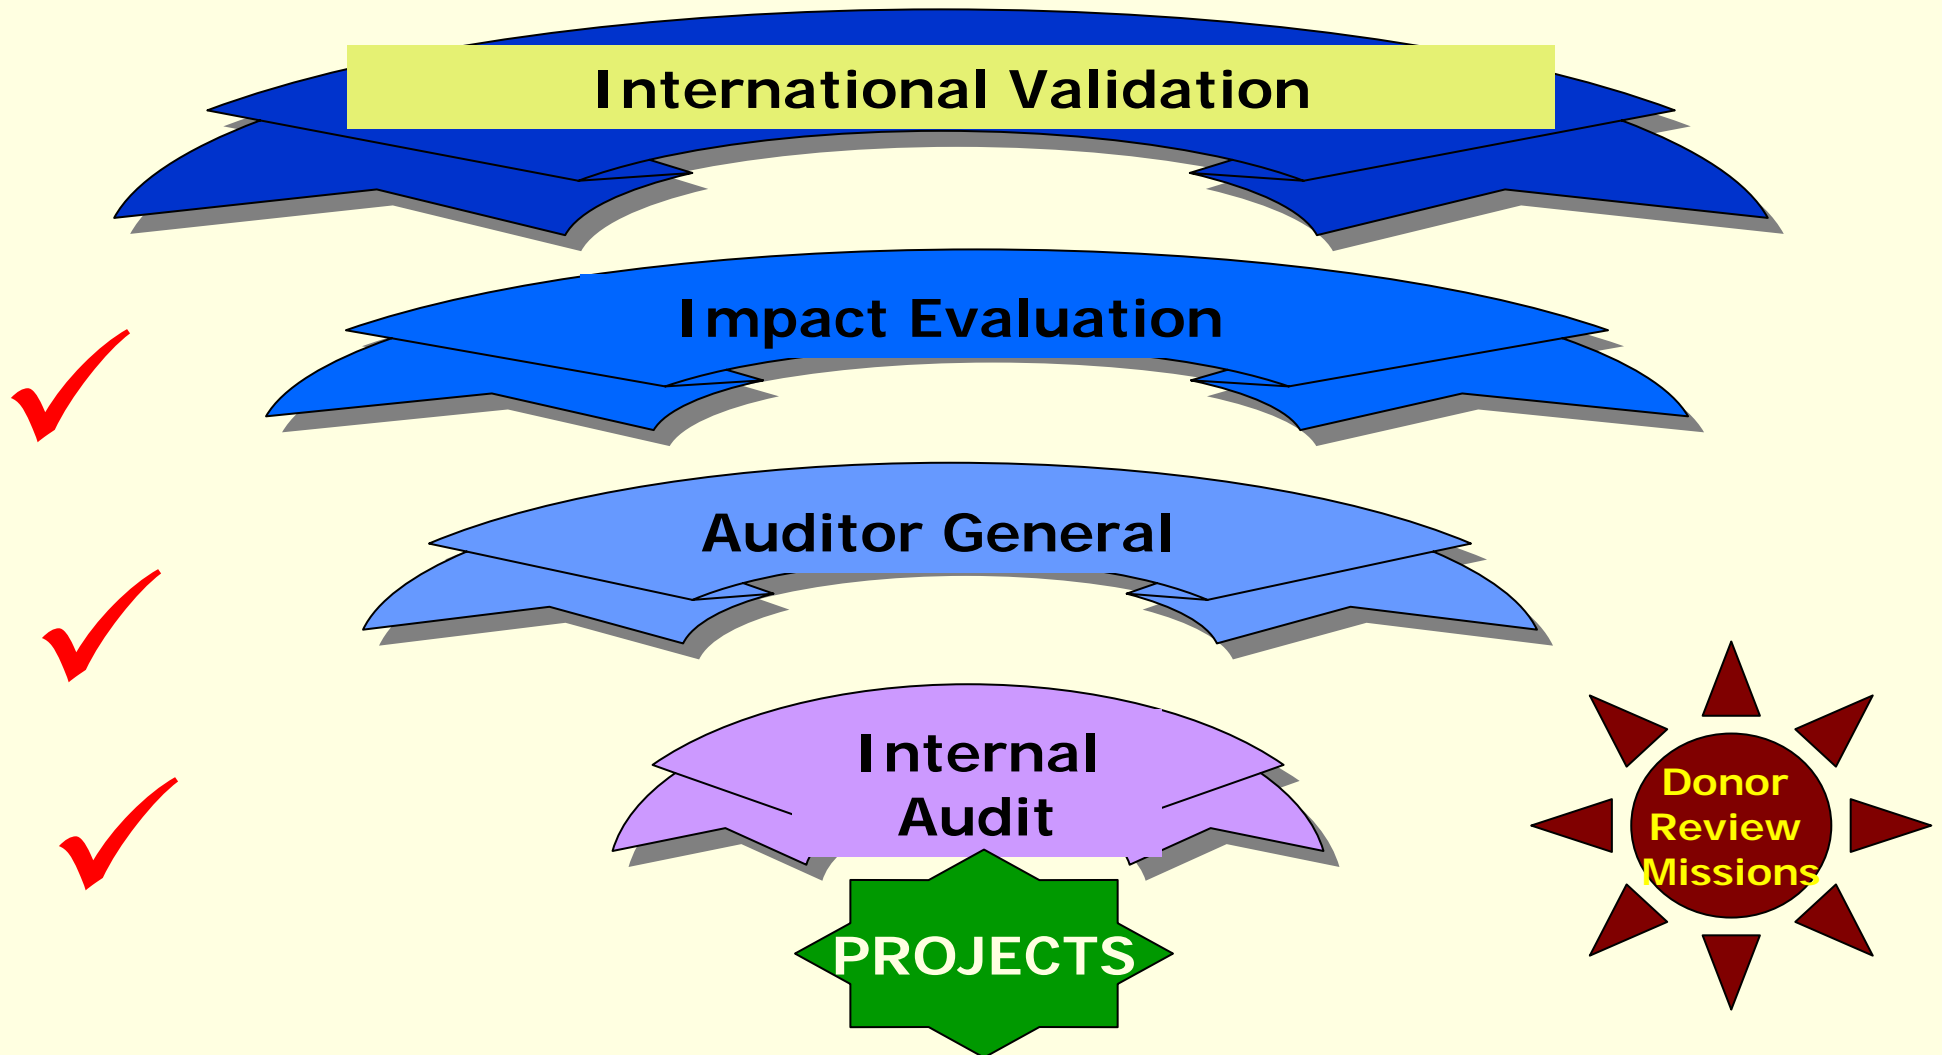 International Validation
Impact Evaluation
Auditor General
Internal
Audit
PROJECTS
Donor
Review
Missions